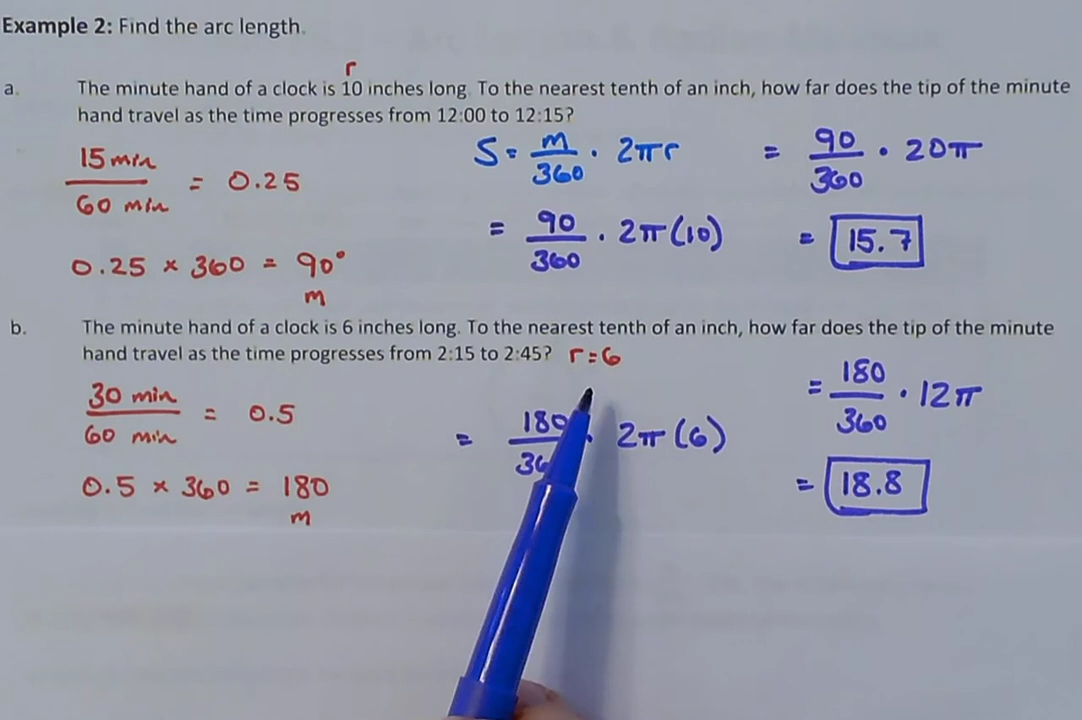 Example 2: Find the arc length.
r
a. The minute hand of a clock is 10 inches long. To the nearest tenth of an inch, how far does the tip of the minute
hand travel as the time progresses from 12:00 to 12:15?
15 min
60 min
= 0.25
0.25 × 360 = 90°
m
S = m/360 · 2πr
= 90/360 · 2π(10)
= 90/360 · 20π
= 15.7
b. The minute hand of a clock is 6 inches long. To the nearest tenth of an inch, how far does the tip of the minute
hand travel as the time progresses from 2:15 to 2:45? r=6
30 min
60 min
= 0.5
0.5 × 360 = 180
m
= 180/36 · 2π(6)
= 180/360 · 12π
= 18.8